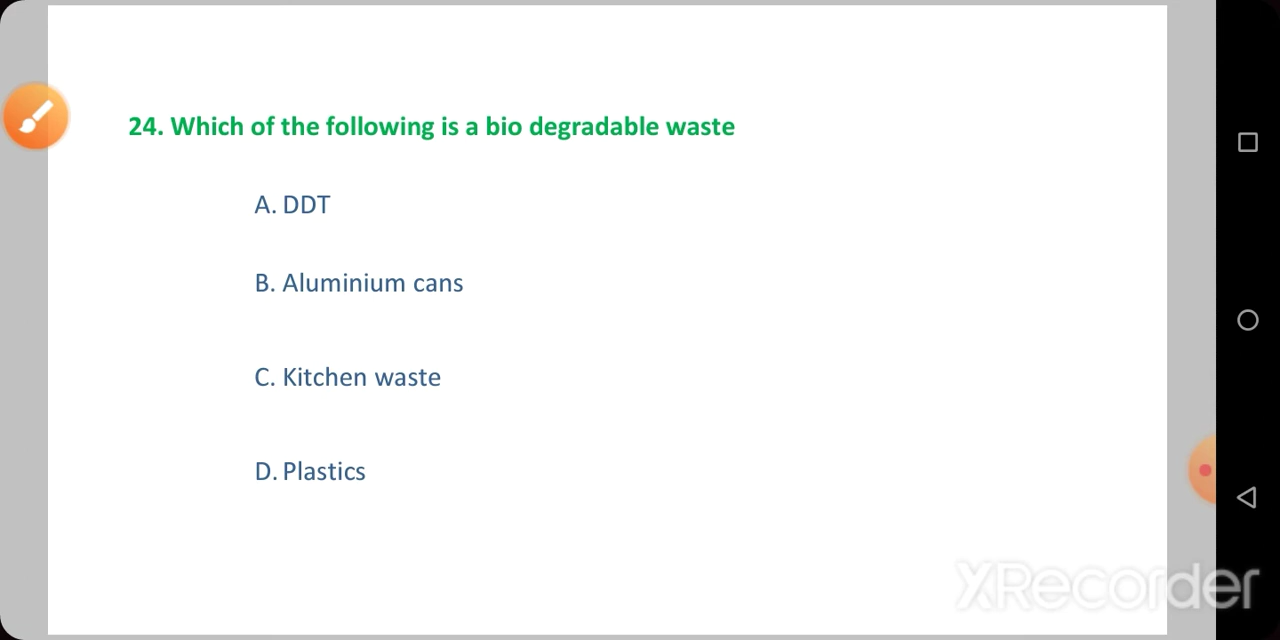 24. Which of the following is a bio degradable waste
A. DDT
B. Aluminium cans
C. Kitchen waste
D. Plastics
XRecorder